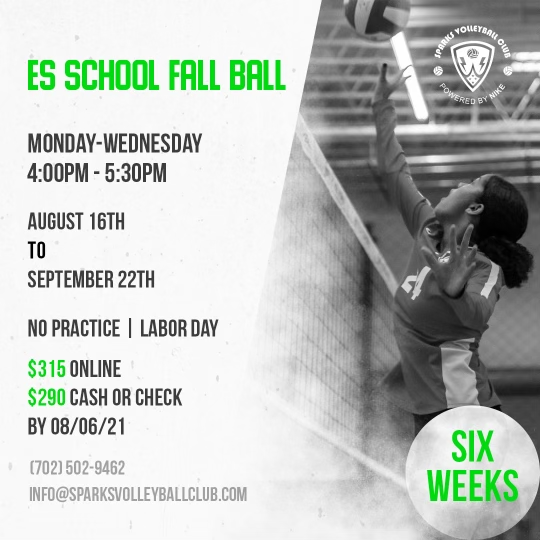 ES SCHOOL FALL BALL
MONDAY-WEDNESDAY
4:00PM - 5:30PM
AUGUST 16TH
TO
SEPTEMBER 22TH
NO PRACTICE | LABOR DAY
$315 ONLINE
$290 CASH OR CHECK
BY 08/06/21
(702) 502-9462
INFO@SPARKSVOLLEYBALLCLUB.COM
SPARKS VOLLEYBALL CLUB
POWERED BY NIKE
24
SIX
WEEKS